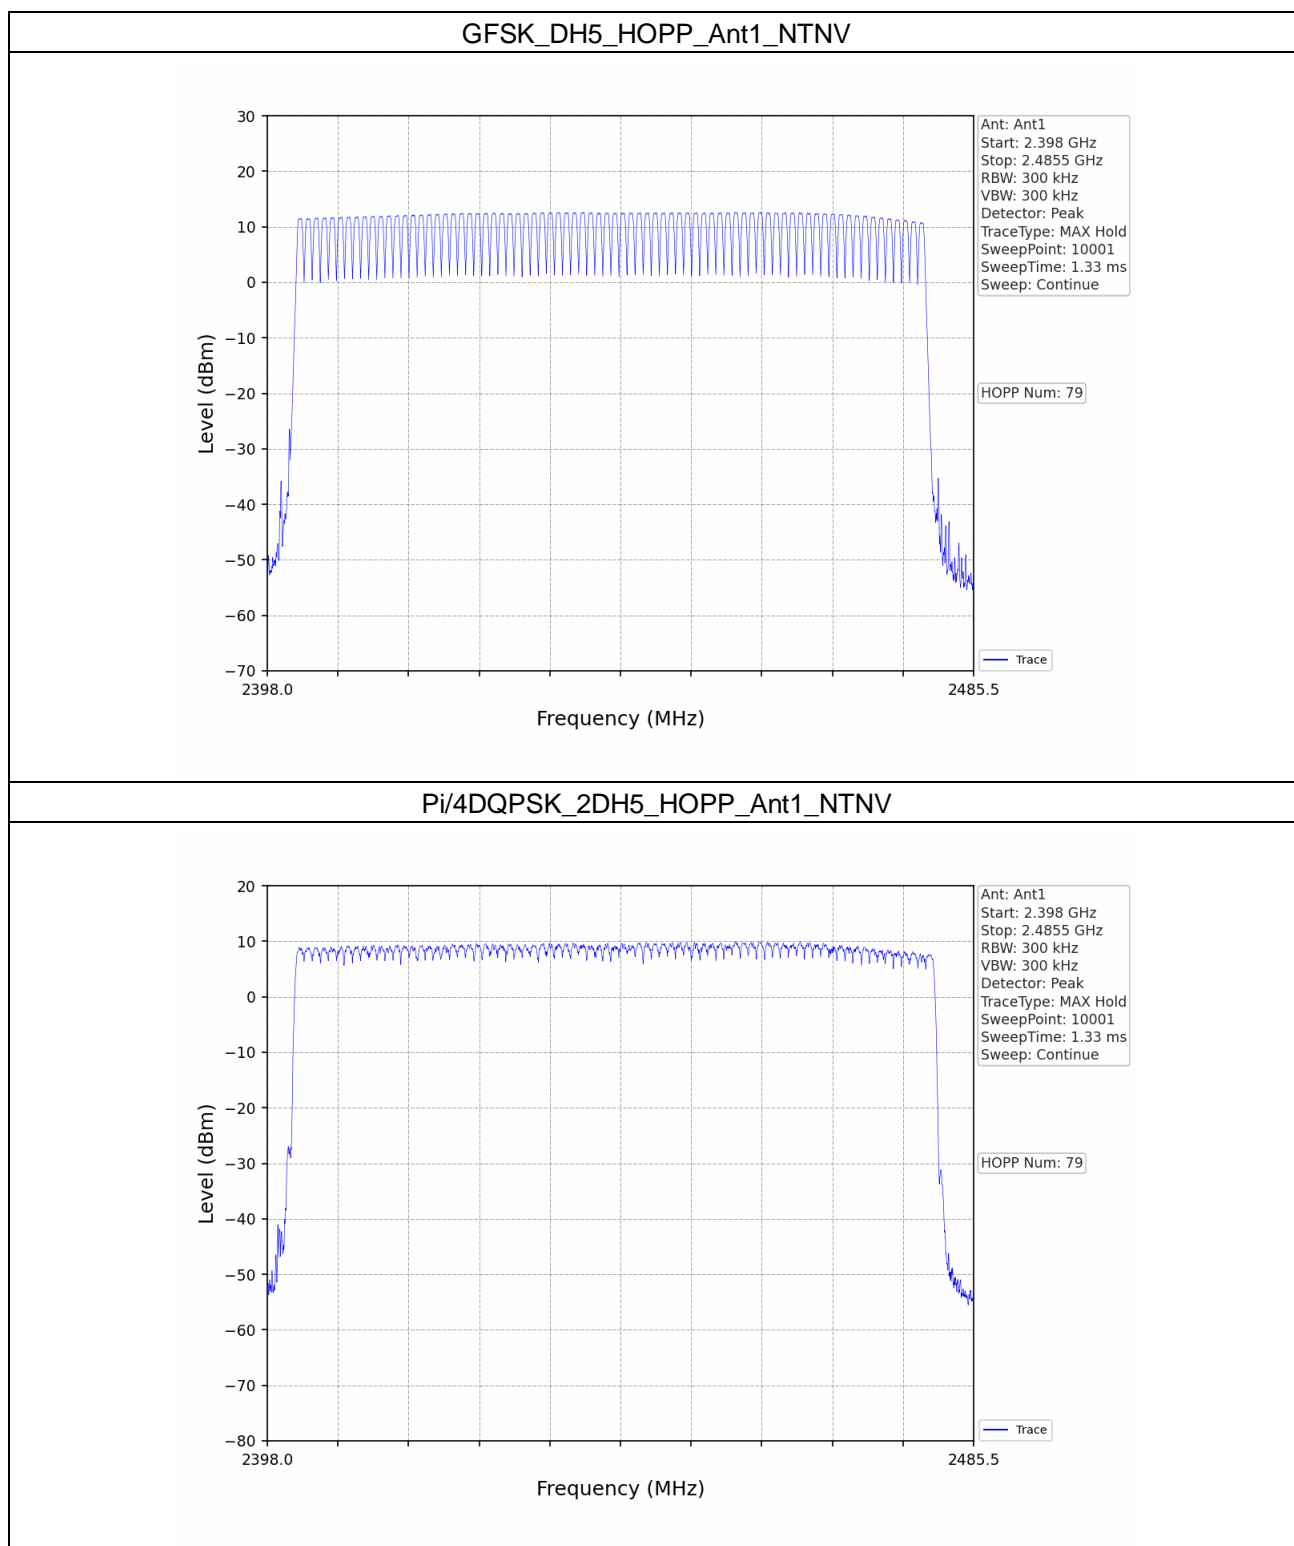 GFSK_DH5_HOPP_Ant1_NTNV
30
20
10
0
−10
−20
−30
−40
−50
−60
−70
Level (dBm)
2398.0
2485.5
Frequency (MHz)
Ant: Ant1
Start: 2.398 GHz
Stop: 2.4855 GHz
RBW: 300 kHz
VBW: 300 kHz
Detector: Peak
TraceType: MAX Hold
SweepPoint: 10001
SweepTime: 1.33 ms
Sweep: Continue
HOPP Num: 79
Trace
Pi/4DQPSK_2DH5_HOPP_Ant1_NTNV
20
10
0
−10
−20
−30
−40
−50
−60
−70
−80
Level (dBm)
2398.0
2485.5
Frequency (MHz)
Ant: Ant1
Start: 2.398 GHz
Stop: 2.4855 GHz
RBW: 300 kHz
VBW: 300 kHz
Detector: Peak
TraceType: MAX Hold
SweepPoint: 10001
SweepTime: 1.33 ms
Sweep: Continue
HOPP Num: 79
Trace